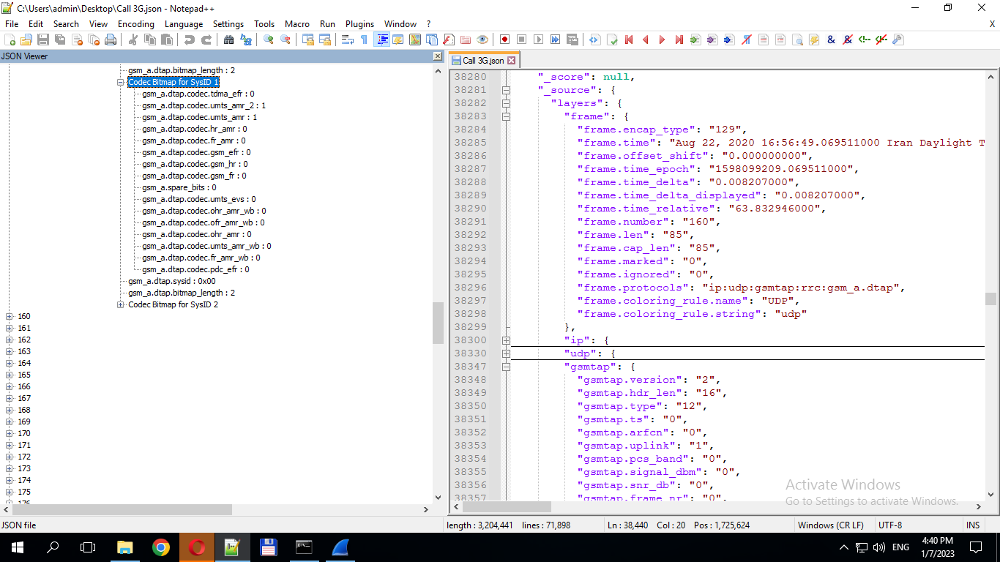 C:\Users\admin\Desktop\Call 3G.json - Notepad++
File Edit Search View Encoding Language Settings Tools Macro Run Plugins Window ? X
JSON Viewer
gsm_a.dtap.bitmap_length : 2
Codec Bitmap for SysID 1
gsm_a.dtap.codec.tdma_efr : 0
gsm_a.dtap.codec.umts_amr_2 : 1
gsm_a.dtap.codec.umts_amr : 1
gsm_a.dtap.codec.hr_amr : 0
gsm_a.dtap.codec.fr_amr : 0
gsm_a.dtap.codec.gsm_efr : 0
gsm_a.dtap.codec.gsm_hr : 0
gsm_a.dtap.codec.gsm_fr : 0
gsm_a.spare_bits : 0
gsm_a.dtap.codec.umts_evs : 0
gsm_a.dtap.codec.ohr_amr_wb : 0
gsm_a.dtap.codec.ofr_amr_wb : 0
gsm_a.dtap.codec.ohr_amr : 0
gsm_a.dtap.codec.umts_amr_wb : 0
gsm_a.dtap.codec.fr_amr_wb : 0
gsm_a.dtap.codec.pdc_efr : 0
gsm_a.dtap.sysid : 0x00
gsm_a.dtap.bitmap_length : 2
Codec Bitmap for SysID 2
160
161
162
163
164
165
166
167
168
169
170
171
172
173
174
175
176
Call 3G.json
38280 "_score": null,
38281 "_source": {
38282 "layers": {
38283 "frame": {
38284 "frame.encap_type": "129",
38285 "frame.time": "Aug 22, 2020 16:56:49.069511000 Iran Daylight T
38286 "frame.offset_shift": "0.000000000",
38287 "frame.time_epoch": "1598099209.069511000",
38288 "frame.time_delta": "0.008207000",
38289 "frame.time_delta_displayed": "0.008207000",
38290 "frame.time_relative": "63.832946000",
38291 "frame.number": "160",
38292 "frame.len": "85",
38293 "frame.cap_len": "85",
38294 "frame.marked": "0",
38295 "frame.ignored": "0",
38296 "frame.protocols": "ip:udp:gsmtap:rrc:gsm_a.dtap",
38297 "frame.coloring_rule.name": "UDP",
38298 "frame.coloring_rule.string": "udp"
38299 },
38300 "ip": {
38330 "udp": {
38347 "gsmtap": {
38348 "gsmtap.version": "2",
38349 "gsmtap.hdr_len": "16",
38350 "gsmtap.type": "12",
38351 "gsmtap.ts": "0",
38352 "gsmtap.arfcn": "0",
38353 "gsmtap.uplink": "1",
38354 "gsmtap.pcs_band": "0",
38355 "gsmtap.signal_dbm": "0",
38356 "gsmtap.snr_db": "0",
38357 "gsmtap.frame_nr": "0",
Activate Windows
Go to Settings to activate Windows.
JSON file length : 3,204,441 lines : 71,898 Ln : 38,440 Col : 20 Pos : 1,725,624 Windows (CR LF) UTF-8 INS
ENG
4:40 PM
1/7/2023